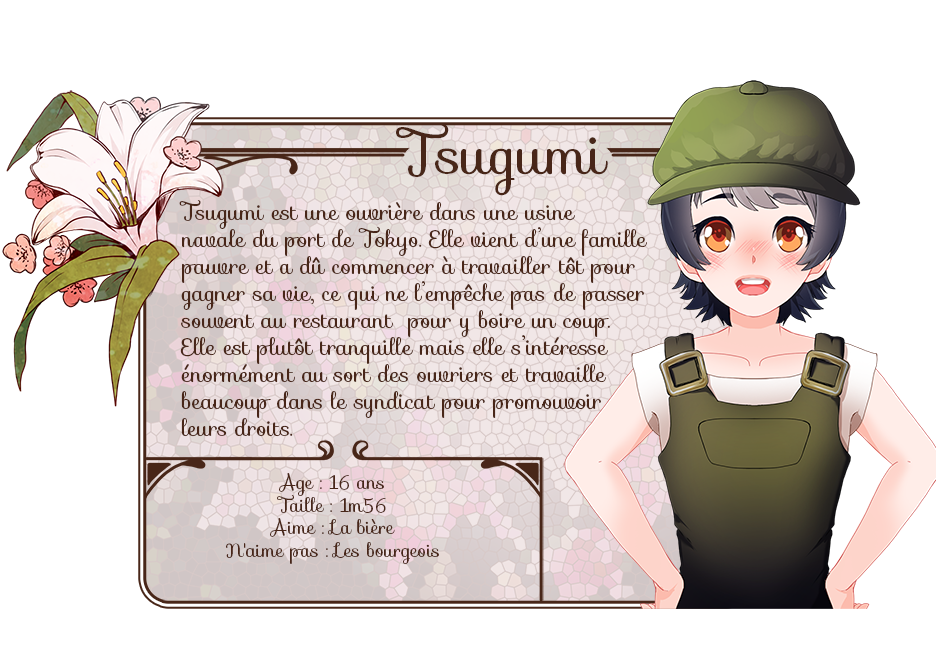 Tsugumi
Tsugumi est une ouvrière dans une usine
navale du port de Tokyo. Elle vient d'une famille
pauvre et a dû commencer à travailler tôt pour
gagner sa vie, ce qui ne l'empêche pas de passer
souvent au restaurant pour y boire un coup.
Elle est plutôt tranquille mais elle s'intéresse
énormément au sort des ouvriers et travaille
beaucoup dans le syndicat pour promouvoir
leurs droits.
Age : 16 ans
Taille : 1m56
Aime : La bière
N'aime pas : Les bourgeois